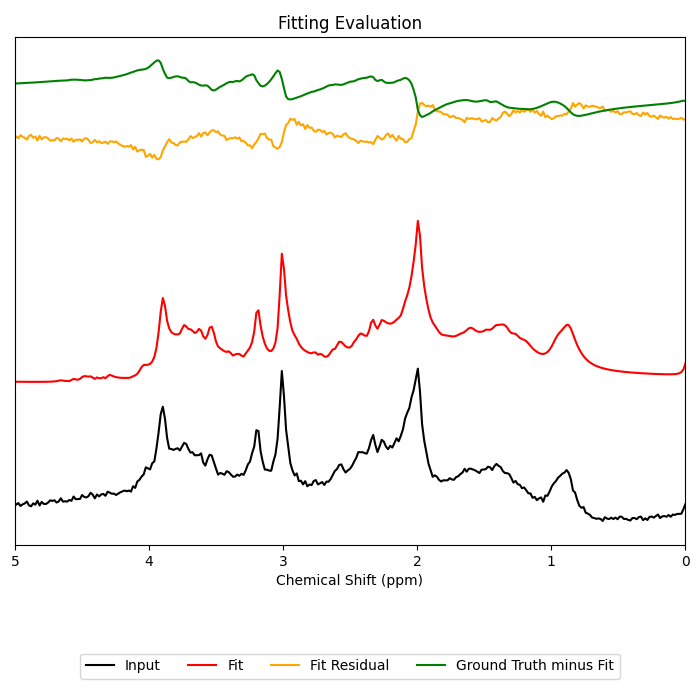 Fitting Evaluation
5 4 3 2 1 0
Chemical Shift (ppm)
Input Fit Fit Residual Ground Truth minus Fit